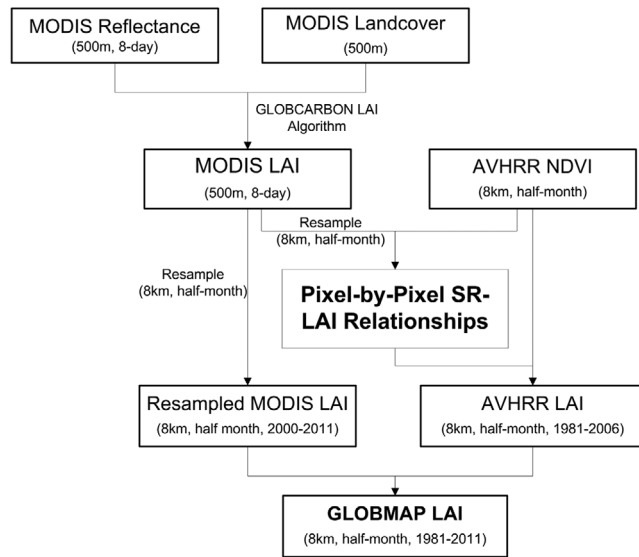 MODIS Reflectance
(500m, 8-day)
MODIS Landcover
(500m)
GLOBCARBON LAI
Algorithm
MODIS LAI
(500m, 8-day)
AVHRR NDVI
(8km, half-month)
Resample
(8km, half-month)
Resample
(8km, half-month)
Pixel-by-Pixel SR-
LAI Relationships
Resampled MODIS LAI
(8km, half month, 2000-2011)
AVHRR LAI
(8km, half-month, 1981-2006)
GLOBMAP LAI
(8km, half-month, 1981-2011)